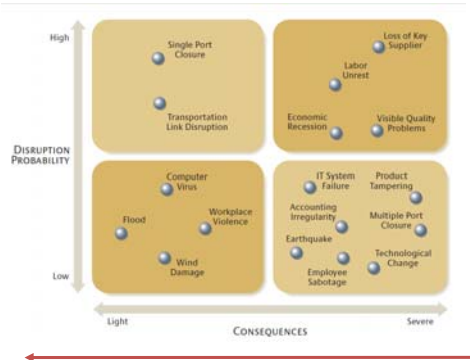 High
Single Port
Closure
Transportation
Link Disruption
Loss of Key
Supplier
Labor
Unrest
Economic
Recession
Visible Quality
Problems
DISRUPTION
PROBABILITY
Computer
Virus
Flood
Workplace
Violence
Wind
Damage
IT System
Failure
Product
Tampering
Accounting
Irregularity
Multiple Port
Closure
Earthquake
Employee
Sabotage
Technological
Change
Low
Light
Severe
CONSEQUENCES